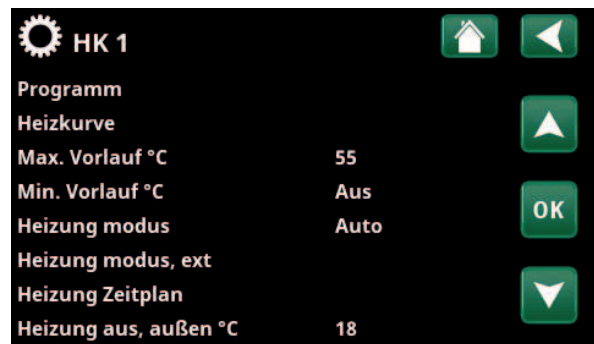 HK 1
Programm
Heizkurve
Max. Vorlauf °C 55
Min. Vorlauf °C Aus
Heizung modus Auto
OK
Heizung modus, ext
Heizung Zeitplan
Heizung aus, außen °C 18